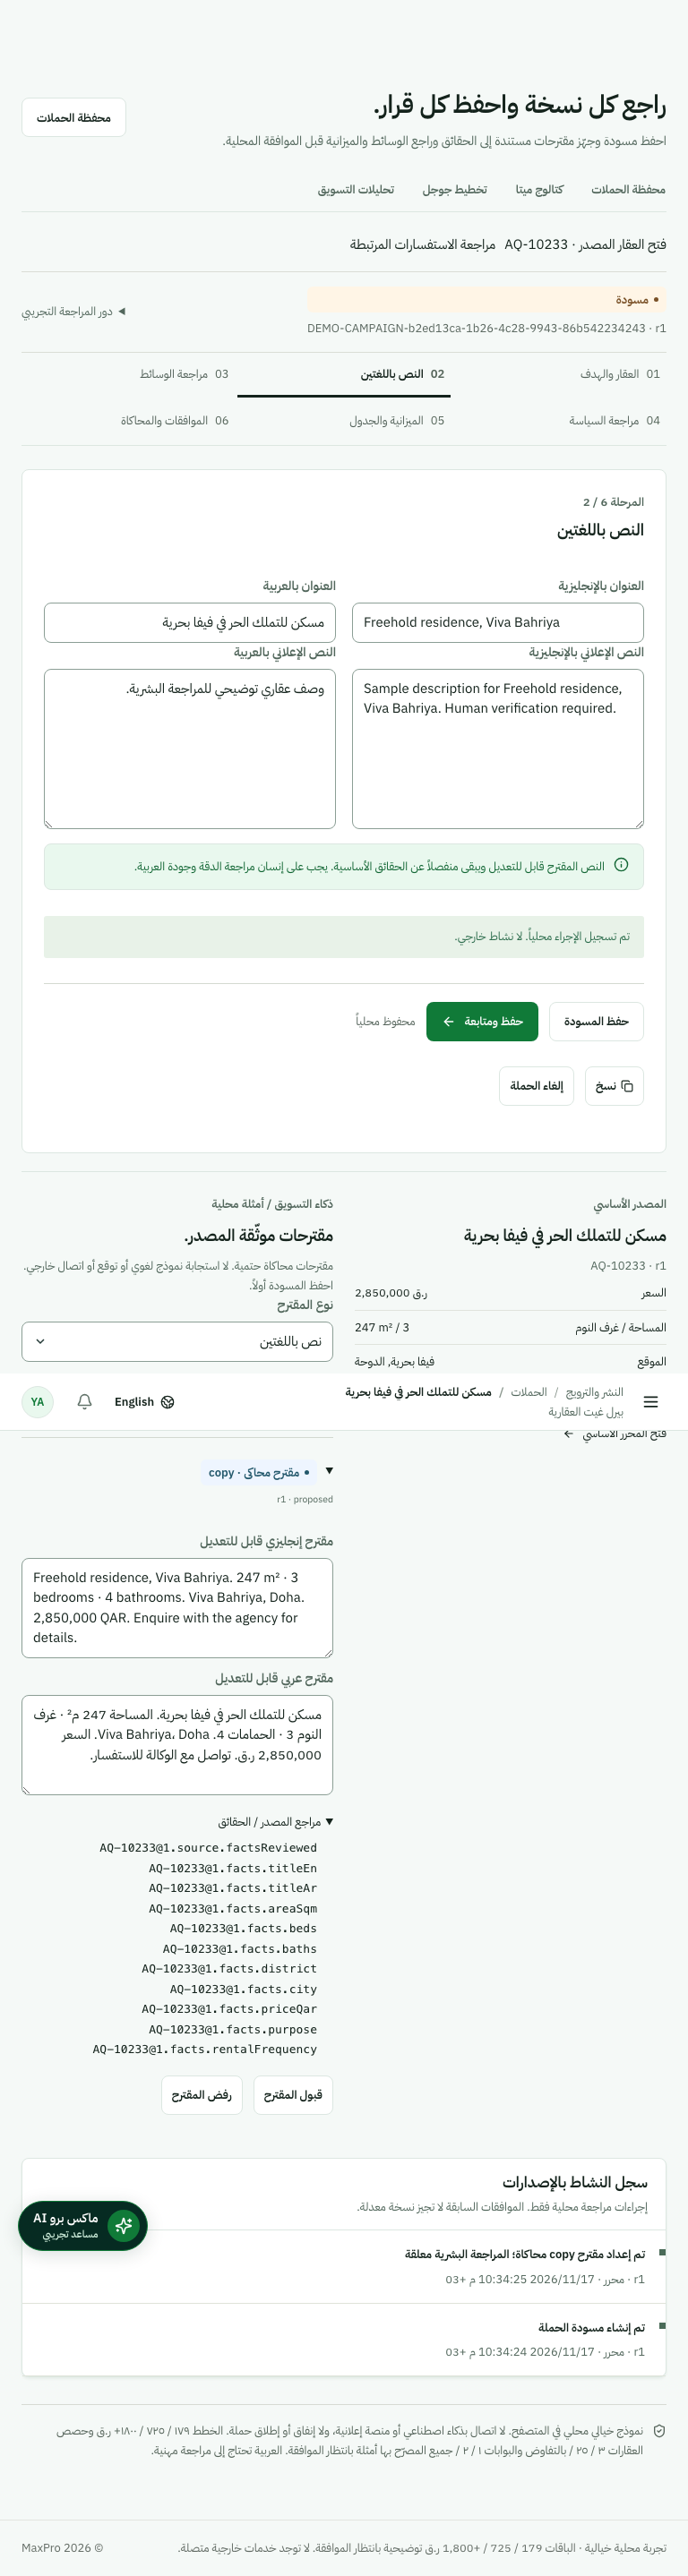 راجع كل نسخة واحفظ كل قرار.
محفظة الحملات
احفظ مسودة وجهّز مقترحات مستندة إلى الحقائق وراجع الوسائط والميزانية قبل الموافقة المحلية.
محفظة الحملات
كتالوج ميتا
تخطيط جوجل
تحليلات التسويق
فتح العقار المصدر · AQ-10233
مراجعة الاستفسارات المرتبطة
مسودة
دور المراجعة التجريبي
DEMO-CAMPAIGN-b2ed13ca-1b26-4c28-9943-86b542234243 · r1
01 العقار والهدف
02 النص باللغتين
03 مراجعة الوسائط
04 مراجعة السياسة
05 الميزانية والجدول
06 الموافقات والمحاكاة
المرحلة 6 / 2
النص باللغتين
العنوان بالإنجليزية
العنوان بالعربية
Freehold residence, Viva Bahriya
مسكن للتملك الحر في فيفا بحرية
النص الإعلاني بالإنجليزية
النص الإعلاني بالعربية
Sample description for Freehold residence,
Viva Bahriya. Human verification required.
وصف عقاري توضيحي للمراجعة البشرية.
النص المقترح قابل للتعديل ويبقى منفصلاً عن الحقائق الأساسية. يجب على إنسان مراجعة الدقة وجودة العربية.
تم تسجيل الإجراء محلياً. لا نشاط خارجي.
حفظ المسودة
حفظ ومتابعة
محفوظ محلياً
نسخ
إلغاء الحملة
المصدر الأساسي
مسكن للتملك الحر في فيفا بحرية
AQ-10233 · r1
السعر
2,850,000 ر.ق
المساحة / غرف النوم
247 m² / 3
الموقع
فيفا بحرية, الدوحة
ذكاء التسويق / أمثلة محلية
مقترحات موثّقة المصدر.
مقترحات محاكاة حتمية. لا استجابة نموذج لغوي أو توقع أو اتصال خارجي.
احفظ المسودة أولاً.
نوع المقترح
نص باللغتين
النشر والترويج / الحملات / مسكن للتملك الحر في فيفا بحرية
بيرل غيت العقارية
English
YA
فتح المحرر الأساسي
مقترح محاكى · copy
r1 · proposed
مقترح إنجليزي قابل للتعديل
Freehold residence, Viva Bahriya. 247 m² · 3
bedrooms · 4 bathrooms. Viva Bahriya, Doha.
2,850,000 QAR. Enquire with the agency for
details.
مقترح عربي قابل للتعديل
مسكن للتملك الحر في فيفا بحرية. المساحة 247 م² · غرف
النوم 3 · الحمامات 4. Viva Bahriya، Doha. السعر
2,850,000 ر.ق. تواصل مع الوكالة للاستفسار.
مراجع المصدر / الحقائق
AQ-10233@1.source.factsReviewed
AQ-10233@1.facts.titleEn
AQ-10233@1.facts.titleAr
AQ-10233@1.facts.areaSqm
AQ-10233@1.facts.beds
AQ-10233@1.facts.baths
AQ-10233@1.facts.district
AQ-10233@1.facts.city
AQ-10233@1.facts.priceQar
AQ-10233@1.facts.purpose
AQ-10233@1.facts.rentalFrequency
قبول المقترح
رفض المقترح
سجل النشاط بالإصدارات
إجراءات مراجعة محلية فقط. الموافقات السابقة لا تجيز نسخة معدلة.
ماكس برو AI
مساعد تجريبي
تم إعداد مقترح copy محاكاة؛ المراجعة البشرية معلقة
r1 · محرر · 2026/11/17 10:34:25 م +03
تم إنشاء مسودة الحملة
r1 · محرر · 2026/11/17 10:34:24 م +03
نموذج خيالي محلي في المتصفح. لا اتصال بذكاء اصطناعي أو منصة إعلانية، ولا إنفاق أو إطلاق حملة. الخطط ١٧٩ / ٧٢٥ / ١٨٠٠+ ر.ق وحصص
العقارات ٣ / ٢٥ / بالتفاوض والبوابات ١ / ٢ / جميع المصرّح بها أمثلة بانتظار الموافقة. العربية تحتاج إلى مراجعة مهنية.
تجربة محلية خيالية · الباقات 179 / 725 / +1,800 ر.ق توضيحية بانتظار الموافقة. لا توجد خدمات خارجية متصلة.
© 2026 MaxPro